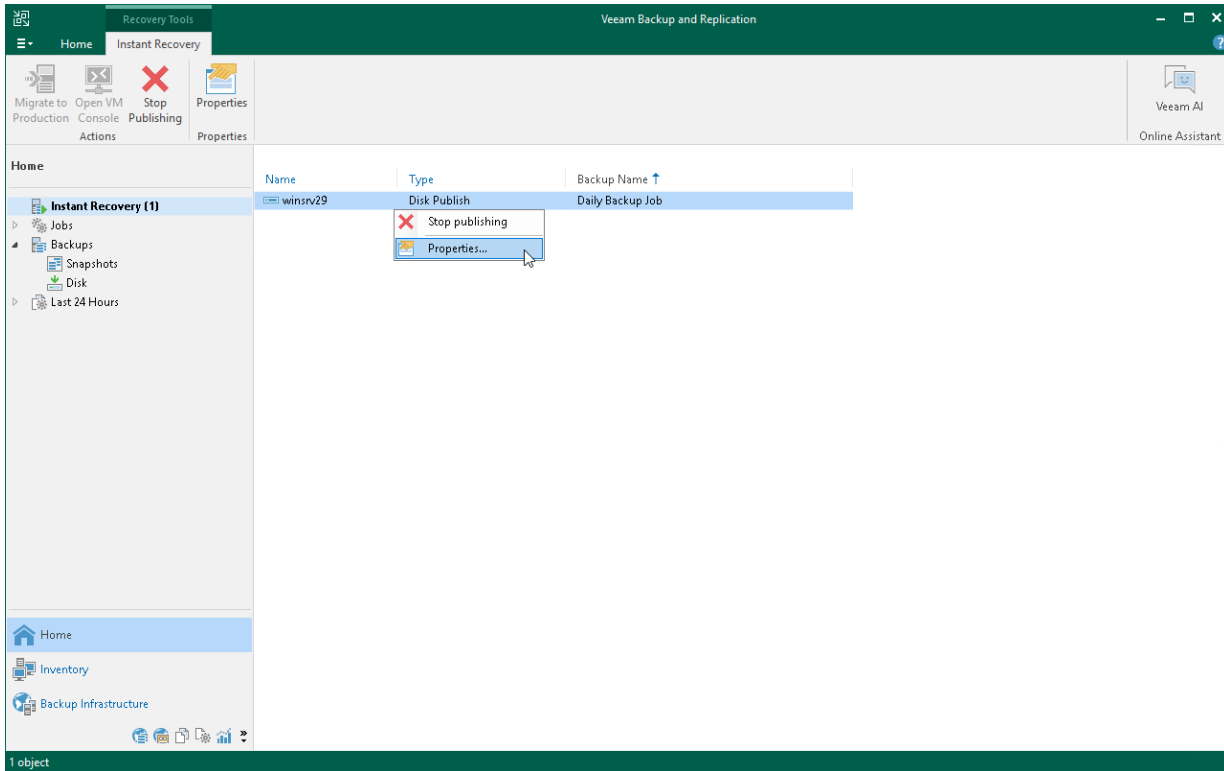 Recovery Tools
Veeam Backup and Replication
Home
Instant Recovery
Migrate to Production
Open VM Console
Stop Publishing
Properties
Actions
Properties
Veeam AI
Online Assistant
Home
Instant Recovery (1)
Jobs
Backups
Snapshots
Disk
Last 24 Hours
Home
Inventory
Backup Infrastructure
Name Type Backup Name
winsrv29 Disk Publish Daily Backup Job
Stop publishing
Properties...
1 object